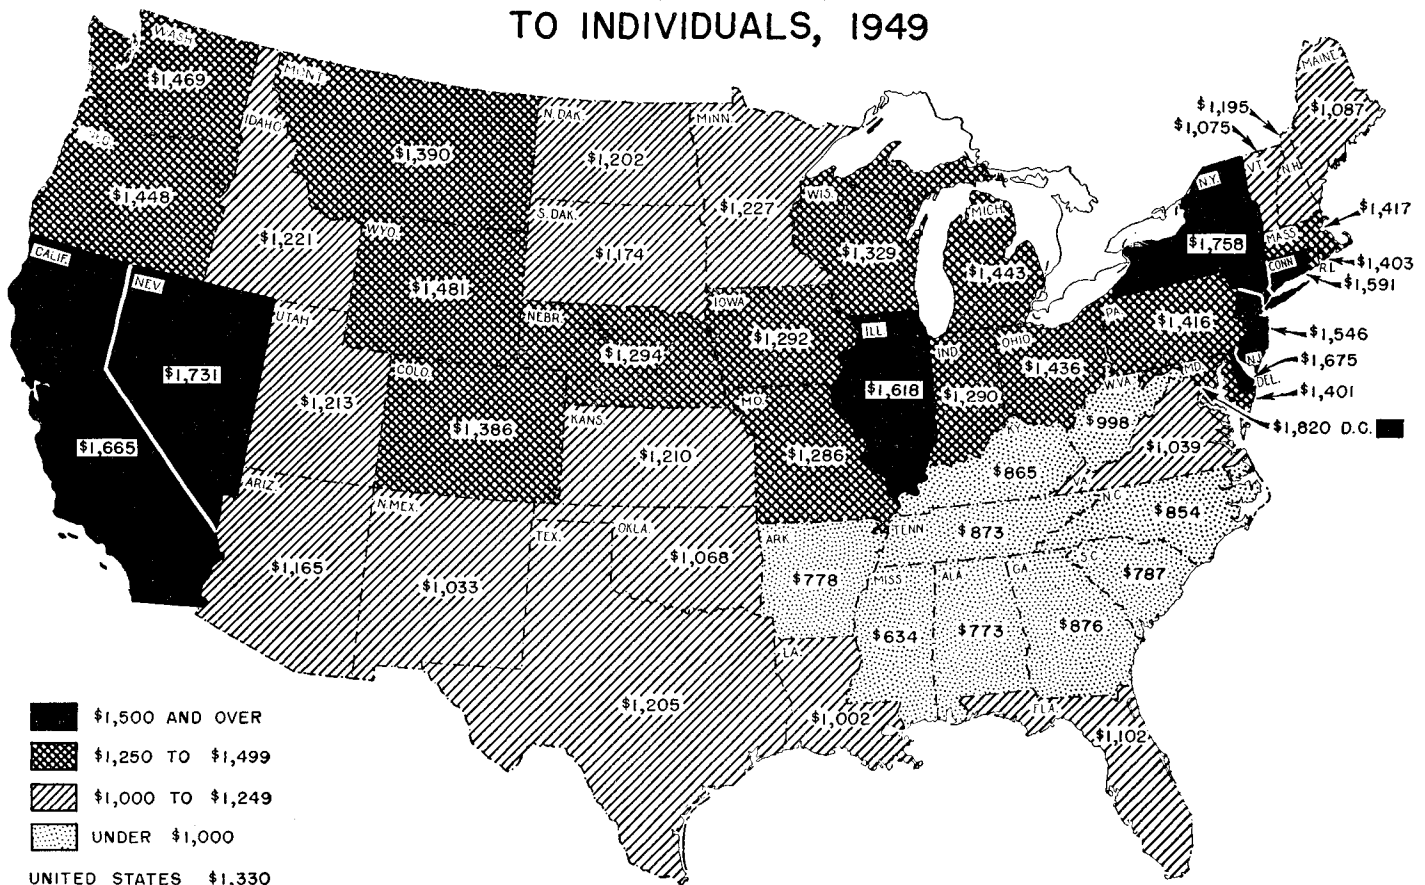 TO INDIVIDUALS, 1949
WASH.
$1,469
OREG.
$1,448
CALIF.
$1,665
NEV.
$1,731
IDAHO
$1,221
MONT.
$1,390
WYO.
$1,481
UTAH
$1,213
COLO.
$1,386
ARIZ.
$1,165
N.MEX.
$1,033
N.DAK.
$1,202
S.DAK.
$1,174
NEBR.
$1,294
KANS.
$1,210
OKLA.
$1,068
TEX.
$1,205
MINN.
$1,227
IOWA
$1,292
MO.
$1,286
ARK.
$778
LA.
$1,002
WIS.
$1,329
ILL.
$1,618
MICH.
$1,443
IND.
$1,290
OHIO
$1,436
$865
TENN.
$873
MISS.
$634
ALA.
$773
GA.
$876
FLA.
$1,102
S.C.
$787
N.C.
$854
VA.
$1,039
W.VA.
$998
PA.
$1,416
N.Y.
$1,758
MAINE
$1,087
$1,195
$1,075
VT.
N.H.
MASS.
$1,417
CONN.
R.I.
$1,403
$1,591
$1,546
N.J.
$1,675
DEL.
MD.
$1,401
$1,820 D.C.
$1,500 AND OVER
$1,250 TO $1,499
$1,000 TO $1,249
UNDER $1,000
UNITED STATES $1,330